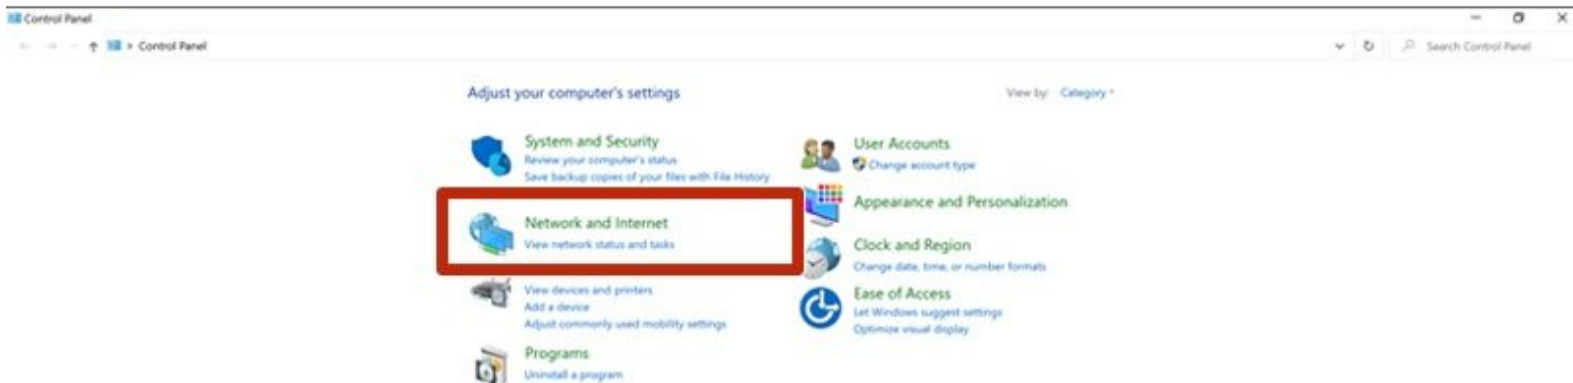 Control Panel
Control Panel
Search Control Panel
Adjust your computer's settings
View by: Category
System and Security
Review your computer's status
Save backup copies of your files with File History
Network and Internet
View network status and tasks
View devices and printers
Add a device
Adjust commonly used mobility settings
Programs
Uninstall a program
User Accounts
Change account type
Appearance and Personalization
Clock and Region
Change date, time, or number formats
Ease of Access
Let Windows suggest settings
Optimize visual display